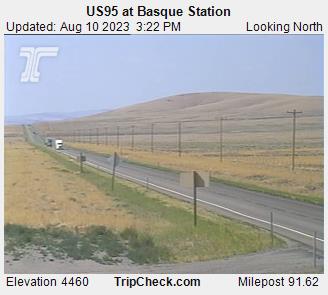 US95 at Basque Station
Updated: Aug 10 2023 3:22 PM Looking North
Elevation 4460 TripCheck.com Milepost 91.62